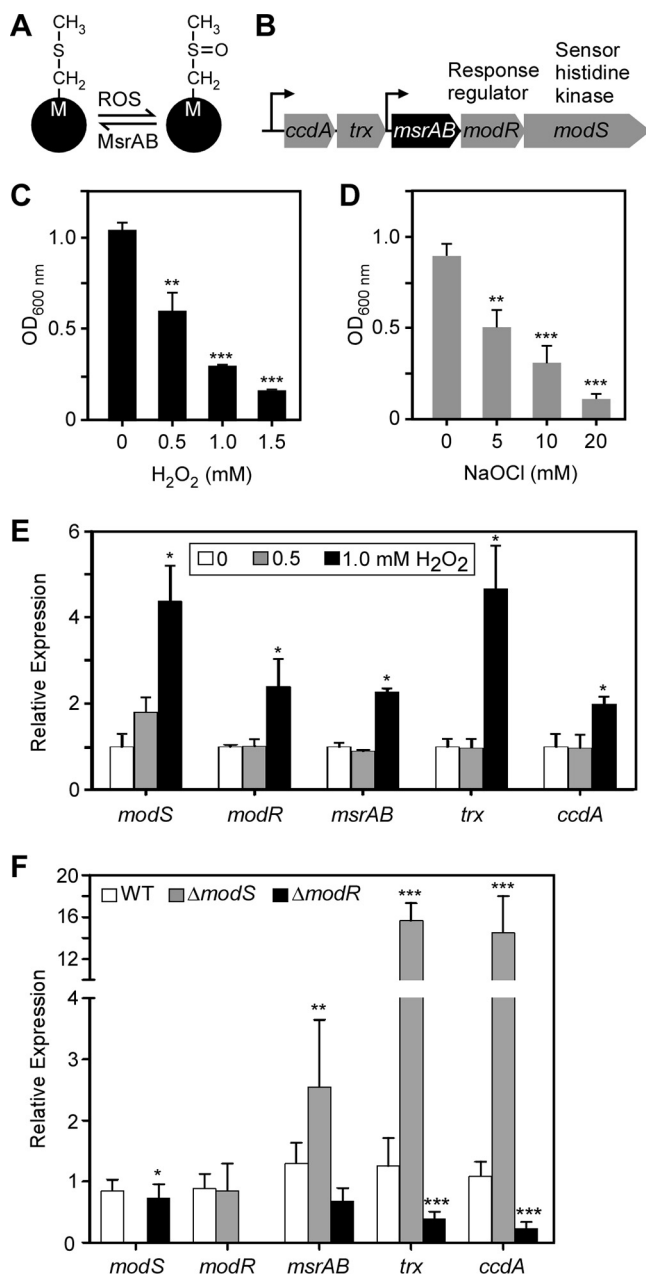 A
CH₃
S
CH₂
M
ROS
MsrAB
CH₃
S=O
CH₂
M
B
Response
regulator
Sensor
histidine
kinase
ccdA trx msrAB modR modS
C
OD600 nm
1.0
0.5
0
**
***
***
0 0.5 1.0 1.5
H₂O₂ (mM)
D
OD600 nm
1.0
0.5
0
**
***
***
0 5 10 20
NaOCl (mM)
E
Relative Expression
6
4
2
0
0 0.5 1.0 mM H₂O₂
* * * * *
modS modR msrAB trx ccdA
F
Relative Expression
20
16
12
4
3
2
1
0
WT ΔmodS ΔmodR
* ** *** *** *** ***
modS modR msrAB trx ccdA